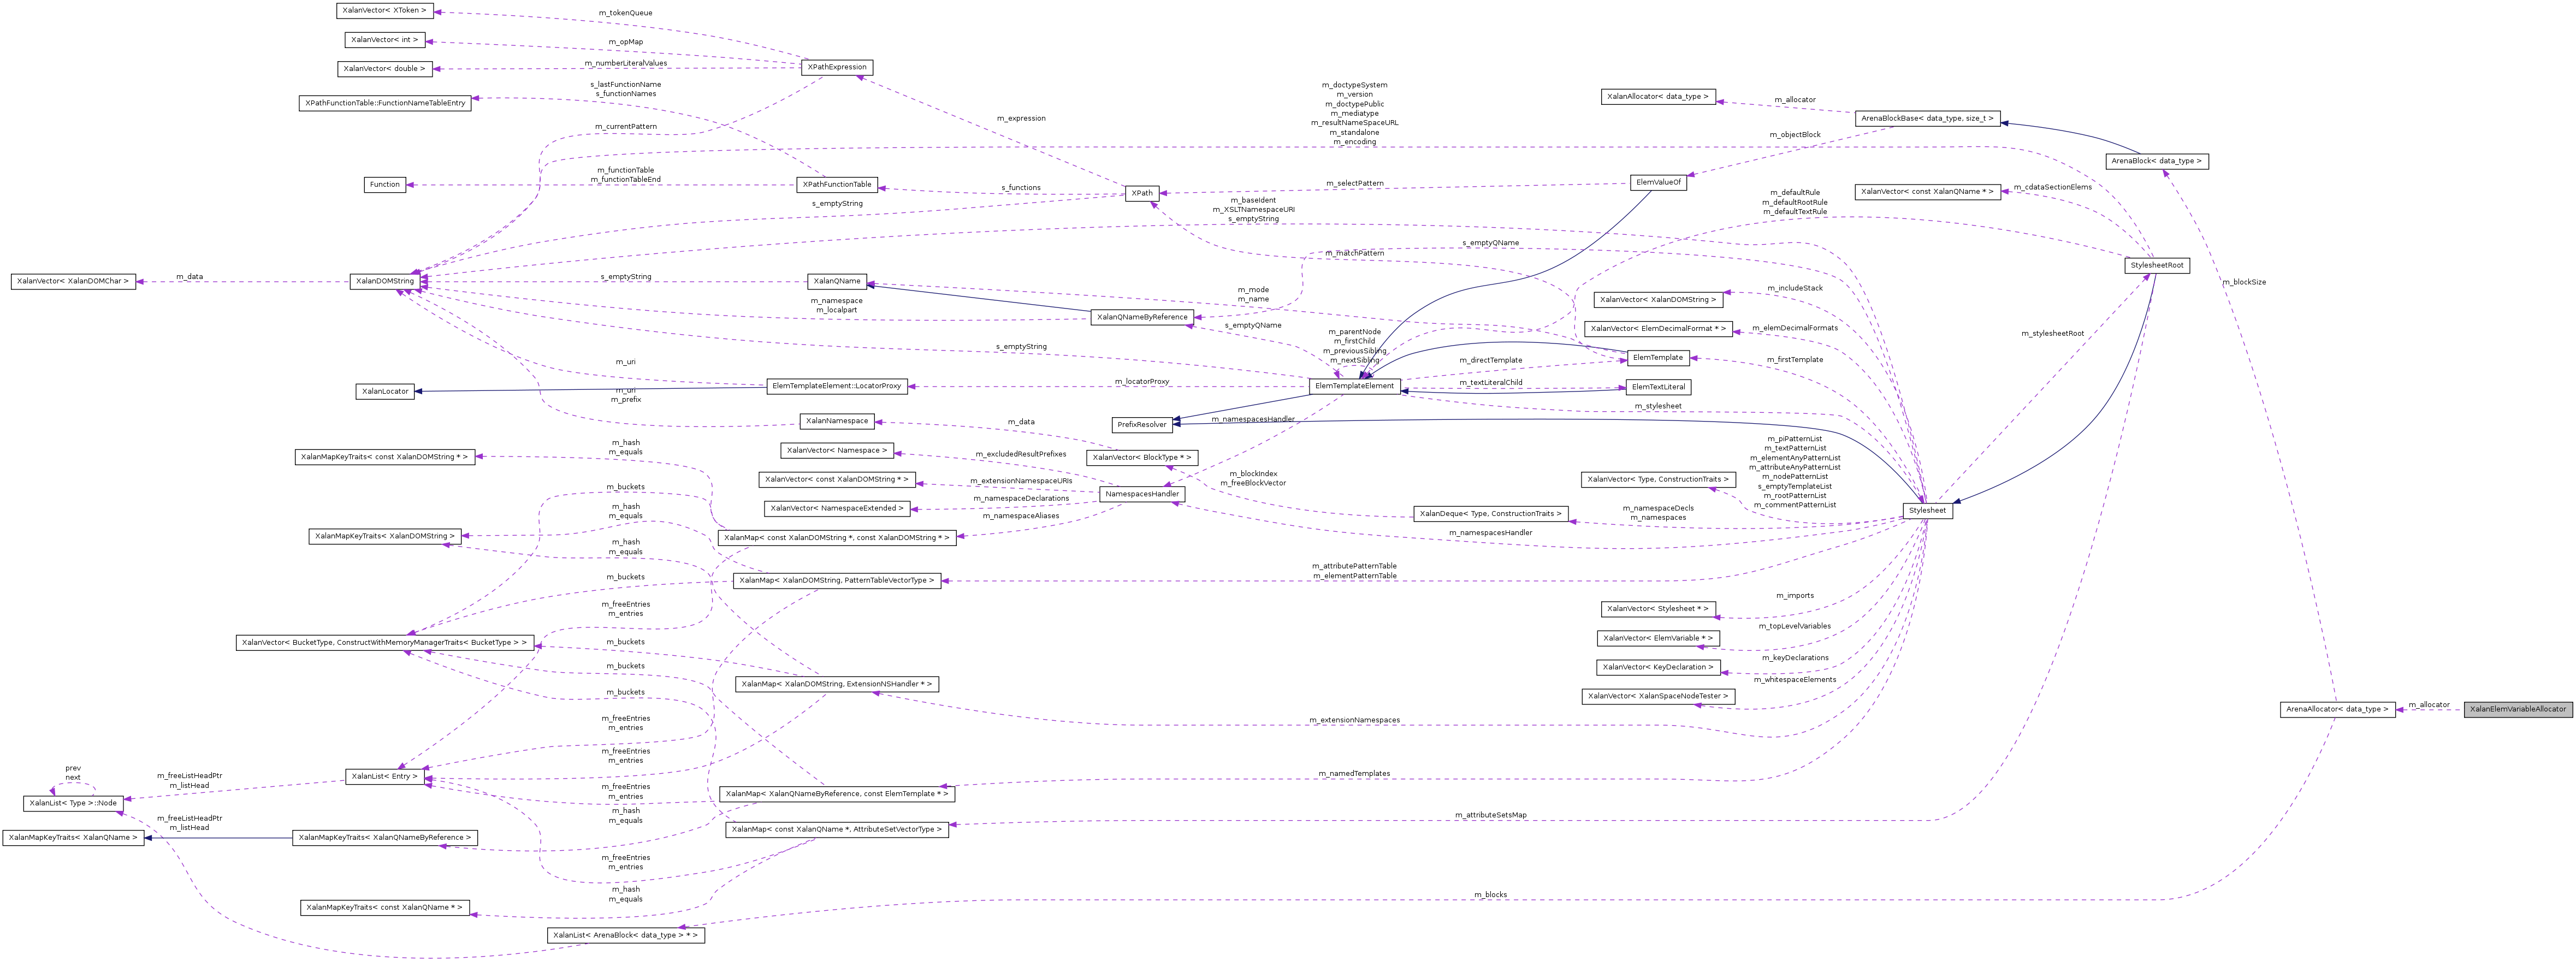 XalanVector< XToken >
m_tokenQueue
XalanVector< int >
m_opMap
XalanVector< double >
m_numberLiteralValues
XPathExpression
XPathFunctionTable::FunctionNameTableEntry
s_lastFunctionName
s_functionNames
m_currentPattern
m_expression
m_doctypeSystem
m_version
m_doctypePublic
m_mediatype
m_resultNameSpaceURL
m_standalone
m_encoding
XalanAllocator< data_type >
m_allocator
ArenaBlockBase< data_type, size_t >
m_objectBlock
ArenaBlock< data_type >
Function
m_functionTable
m_functionTableEnd
XPathFunctionTable
s_functions
XPath
m_selectPattern
ElemValueOf
XalanVector< const XalanQName * >
m_cdataSectionElems
s_emptyString
m_baseIdent
m_XSLTNamespaceURI
s_emptyString
m_defaultRule
m_defaultRootRule
m_defaultTextRule
s_emptyQName
m_matchPattern
StylesheetRoot
m_blockSize
XalanVector< XalanDOMChar >
m_data
XalanDOMString
s_emptyString
XalanQName
m_mode
m_name
XalanVector< XalanDOMString >
m_includeStack
m_namespace
m_localpart
XalanQNameByReference
s_emptyQName
XalanVector< ElemDecimalFormat * >
m_elemDecimalFormats
m_stylesheetRoot
s_emptyString
m_parentNode
m_firstChild
m_previousSibling
m_nextSibling
m_directTemplate
ElemTemplate
m_firstTemplate
m_uri
XalanLocator
ElemTemplateElement::LocatorProxy
m_locatorProxy
ElemTemplateElement
m_textLiteralChild
ElemTextLiteral
m_uri
m_prefix
m_stylesheet
XalanNamespace
m_data
PrefixResolver
m_namespacesHandler
XalanMapKeyTraits< const XalanDOMString * >
m_hash
m_equals
XalanVector< Namespace >
m_excludedResultPrefixes
XalanVector< BlockType * >
m_blockIndex
m_freeBlockVector
m_piPatternList
m_textPatternList
m_elementAnyPatternList
m_attributeAnyPatternList
m_nodePatternList
s_emptyTemplateList
m_rootPatternList
m_commentPatternList
XalanVector< Type, ConstructionTraits >
XalanVector< const XalanDOMString * >
m_extensionNamespaceURIs
NamespacesHandler
m_buckets
XalanVector< NamespaceExtended >
m_namespaceDeclarations
XalanDeque< Type, ConstructionTraits >
m_namespaceDecls
m_namespaces
Stylesheet
m_namespaceAliases
m_hash
m_equals
XalanMapKeyTraits< XalanDOMString >
XalanMap< const XalanDOMString *, const XalanDOMString * >
m_namespacesHandler
m_hash
m_equals
m_buckets
XalanMap< XalanDOMString, PatternTableVectorType >
m_attributePatternTable
m_elementPatternTable
m_freeEntries
m_entries
XalanVector< Stylesheet * >
m_imports
XalanVector< BucketType, ConstructWithMemoryManagerTraits< BucketType > >
m_buckets
XalanVector< ElemVariable * >
m_topLevelVariables
m_buckets
XalanVector< KeyDeclaration >
m_keyDeclarations
m_buckets
XalanMap< XalanDOMString, ExtensionNSHandler * >
XalanVector< XalanSpaceNodeTester >
m_whitespaceElements
m_freeEntries
m_entries
m_extensionNamespaces
ArenaAllocator< data_type >
m_allocator
XalanElemVariableAllocator
m_freeEntries
m_entries
prev
next
m_freeListHeadPtr
m_listHead
XalanList< Entry >
m_namedTemplates
XalanList< Type >::Node
m_freeEntries
m_entries
XalanMap< XalanQNameByReference, const ElemTemplate * >
m_hash
m_equals
m_freeListHeadPtr
m_listHead
XalanMap< const XalanQName *, AttributeSetVectorType >
m_attributeSetsMap
XalanMapKeyTraits< XalanQName >
XalanMapKeyTraits< XalanQNameByReference >
m_freeEntries
m_entries
m_hash
m_equals
XalanMapKeyTraits< const XalanQName * >
m_blocks
XalanList< ArenaBlock< data_type > * >